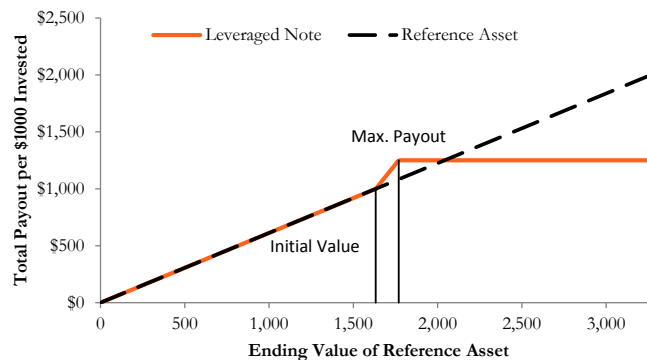 $2,500
Leveraged Note
Reference Asset
$2,000
$1,500
Max. Payout
$1,000
$500
Initial Value
$0
0
500
1,000
1,500
2,000
2,500
3,000
Total Payout per $1000 Invested
Ending Value of Reference Asset